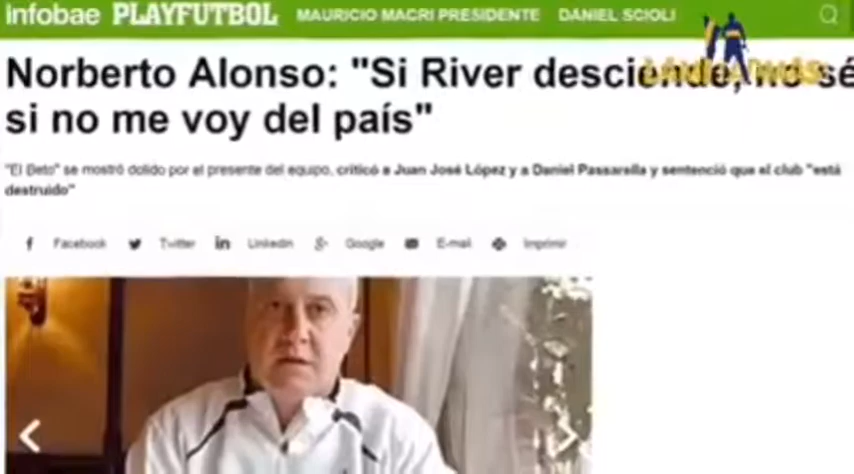 infobae PLAYFUTBOL MAURICIO MACRI PRESIDENTE DANIEL SCIOLI
Norberto Alonso: "Si River desciende, no sé
si no me voy del país"
"El Beto" se mostró dolido por el presente del equipo, criticó a Juan José López y a Daniel Passarella y sentenció que el club "está
destruido"
Facebook Twitter LinkedIn Google E-mail Imprimir